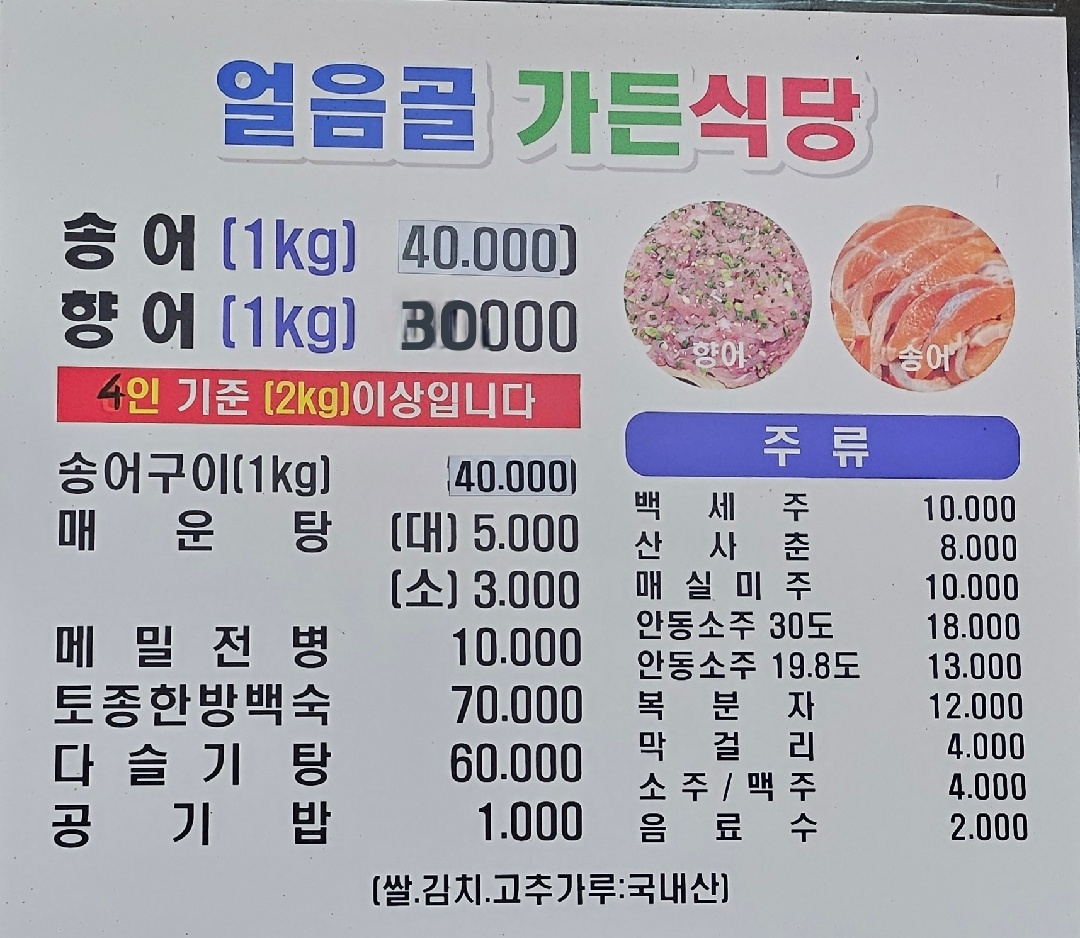 얼음골 가든식당
송어 (1kg) 40.000)
향어 (1kg) 30000
4인 기준 (2kg)이상입니다
송어구이(1kg) 40.000)
매운탕 (대) 5.000
(소) 3.000
메밀전병 10.000
토종한방백숙 70.000
다슬기탕 60.000
공기밥 1.000
향어
송어
주류
백세주 10.000
산사춘 8.000
매실미주 10.000
안동소주 30도 18.000
안동소주 19.8도 13.000
복분자 12.000
막걸리 4.000
소주/맥주 4.000
음료수 2.000
(쌀.김치.고추가루:국내산)